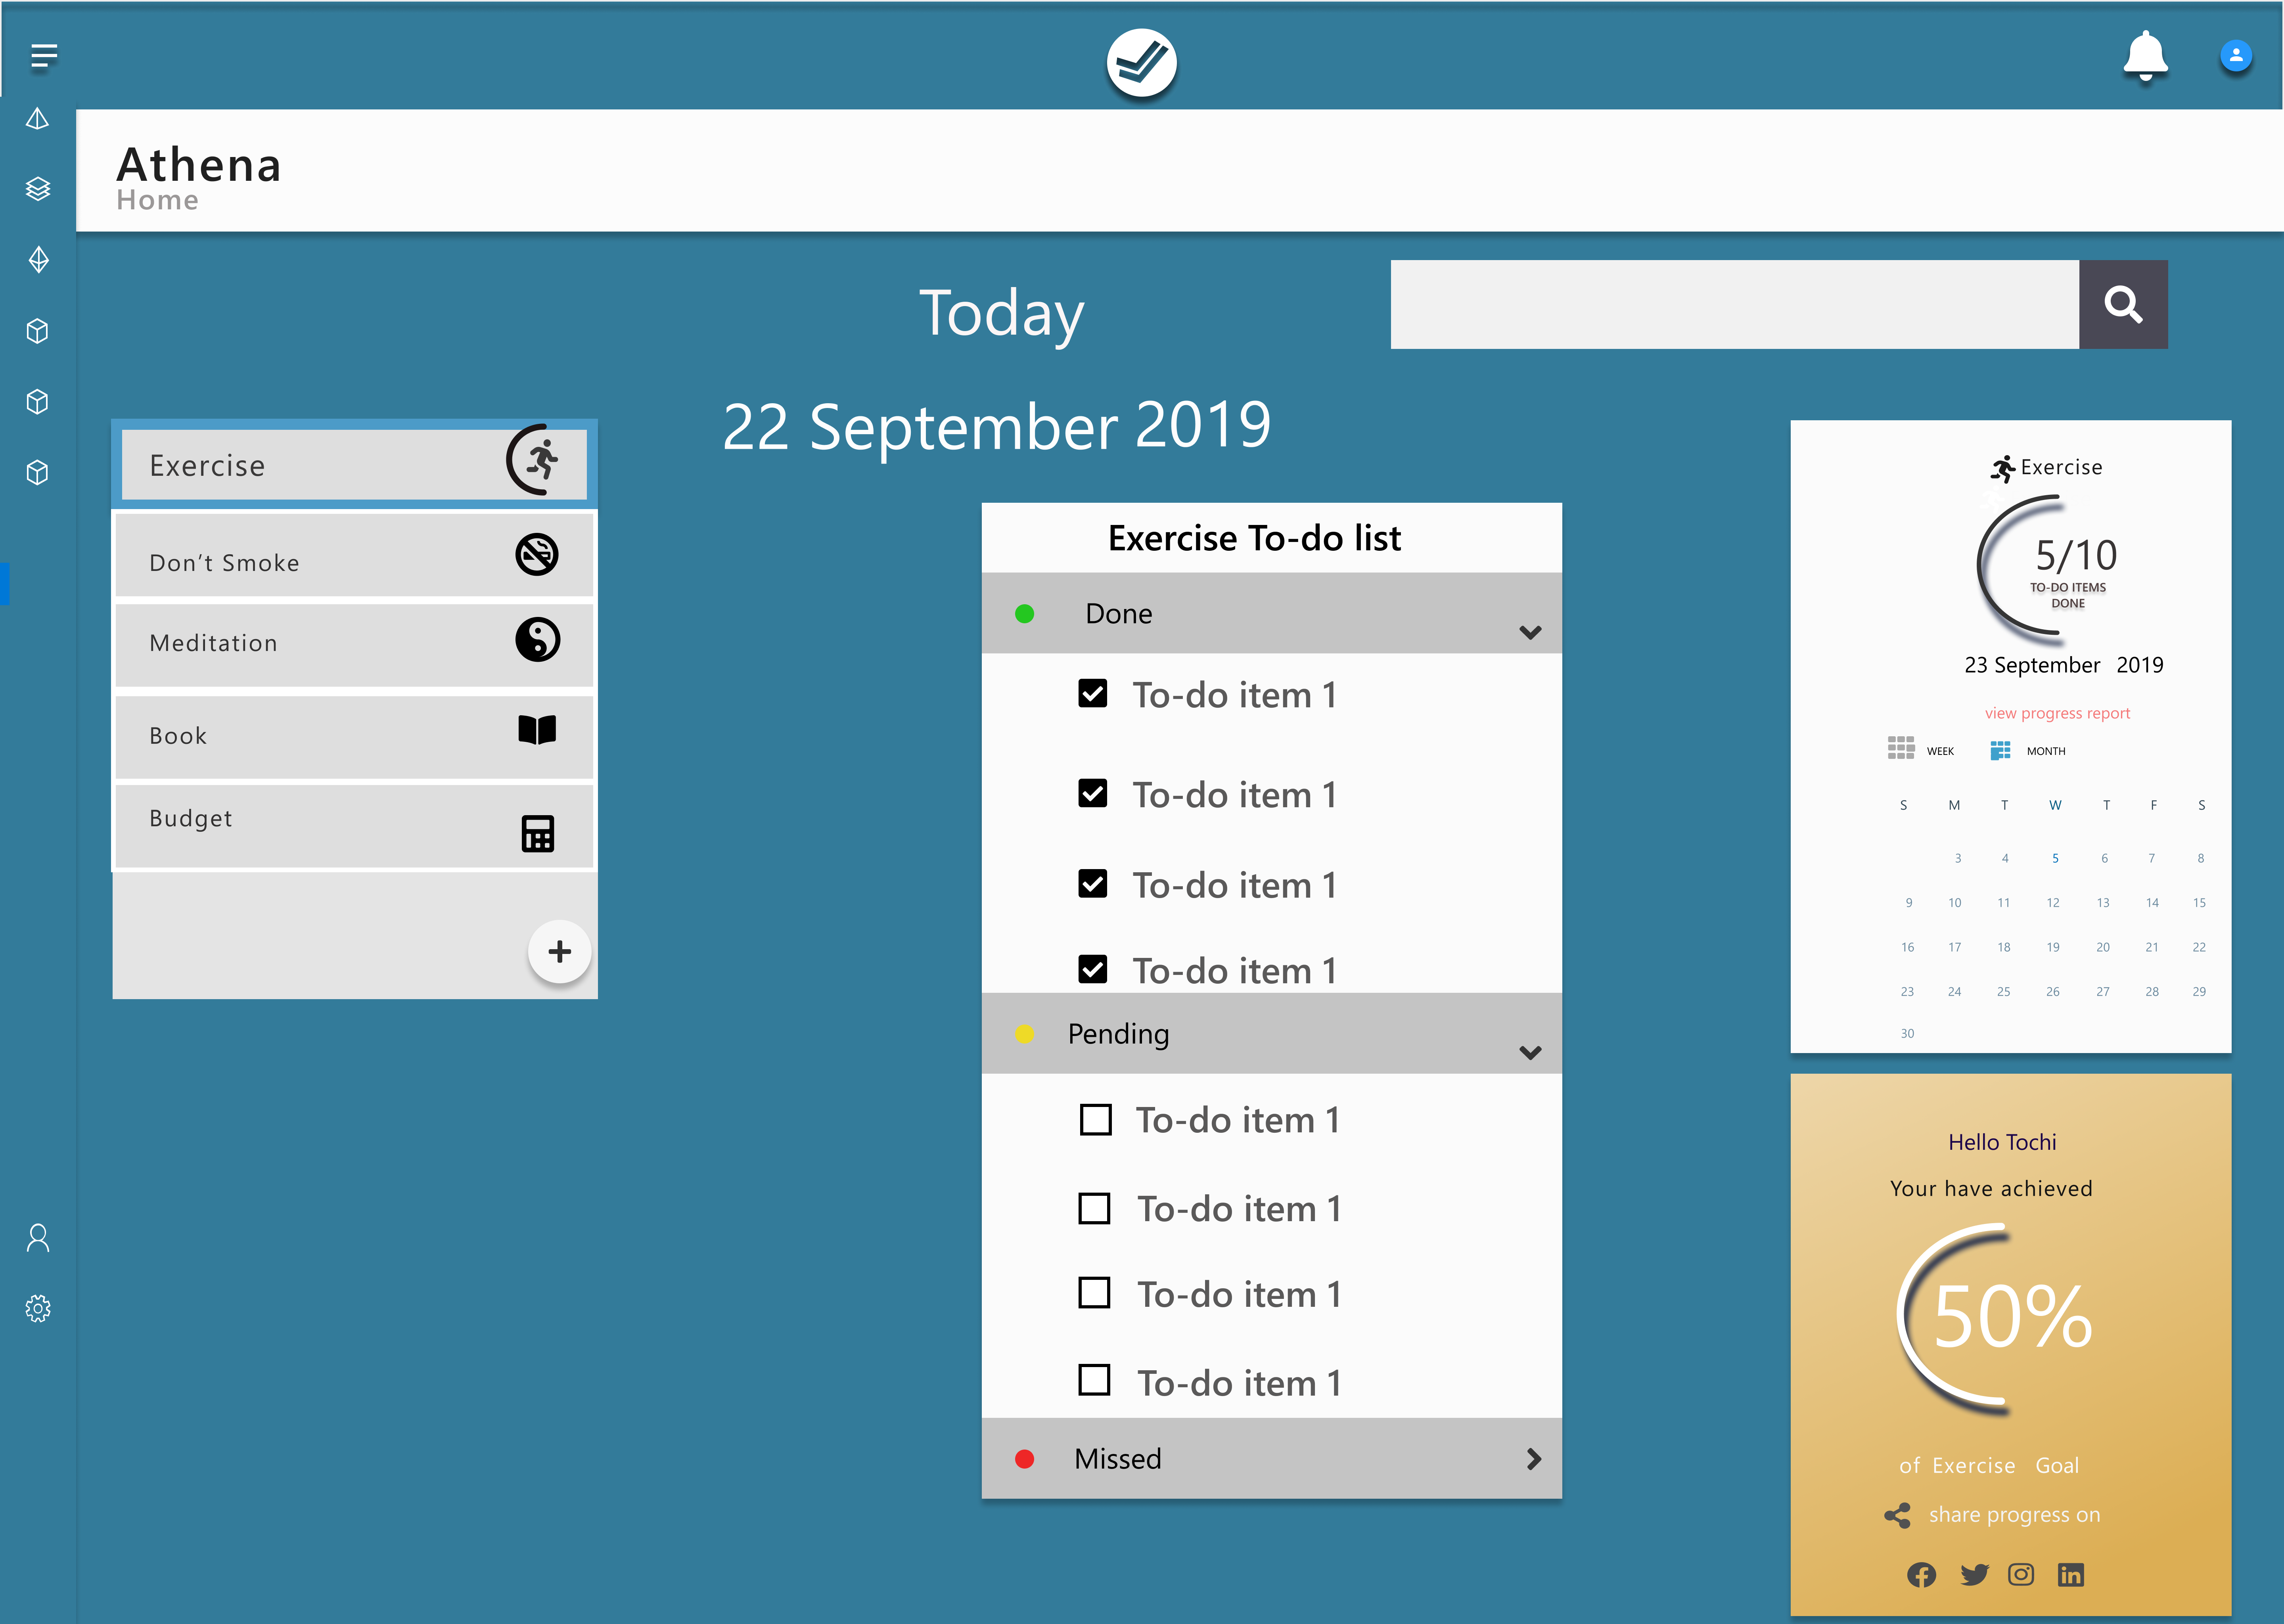 Athena
Home
Today
22 September 2019
Exercise
Don’t Smoke
Meditation
Book
Budget
Exercise To-do list
Done
To-do item 1
To-do item 1
To-do item 1
To-do item 1
Pending
To-do item 1
To-do item 1
To-do item 1
To-do item 1
Missed
Exercise
5/10
TO-DO ITEMS
DONE
23 September 2019
view progress report
WEEK MONTH
S M T W T F S
3 4 5 6 7 8
9 10 11 12 13 14 15
16 17 18 19 20 21 22
23 24 25 26 27 28 29
30
Hello Tochi
Your have achieved
50%
of Exercise Goal
share progress on